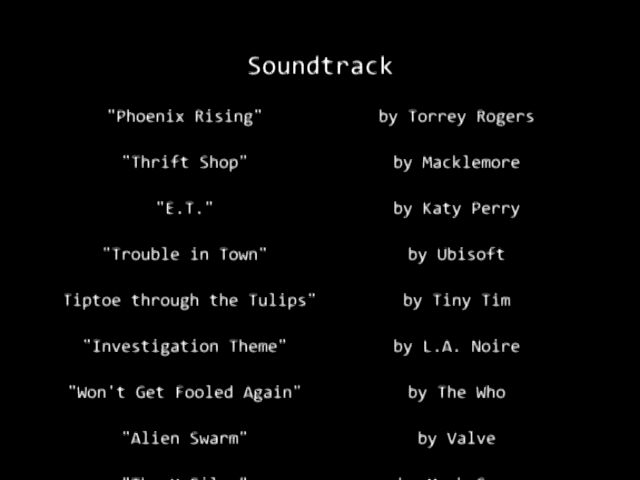 Soundtrack
"Phoenix Rising" by Torrey Rogers
"Thrift Shop" by Macklemore
"E.T." by Katy Perry
"Trouble in Town" by Ubisoft
Tiptoe through the Tulips" by Tiny Tim
"Investigation Theme" by L.A. Noire
"Won't Get Fooled Again" by The Who
"Alien Swarm" by Valve